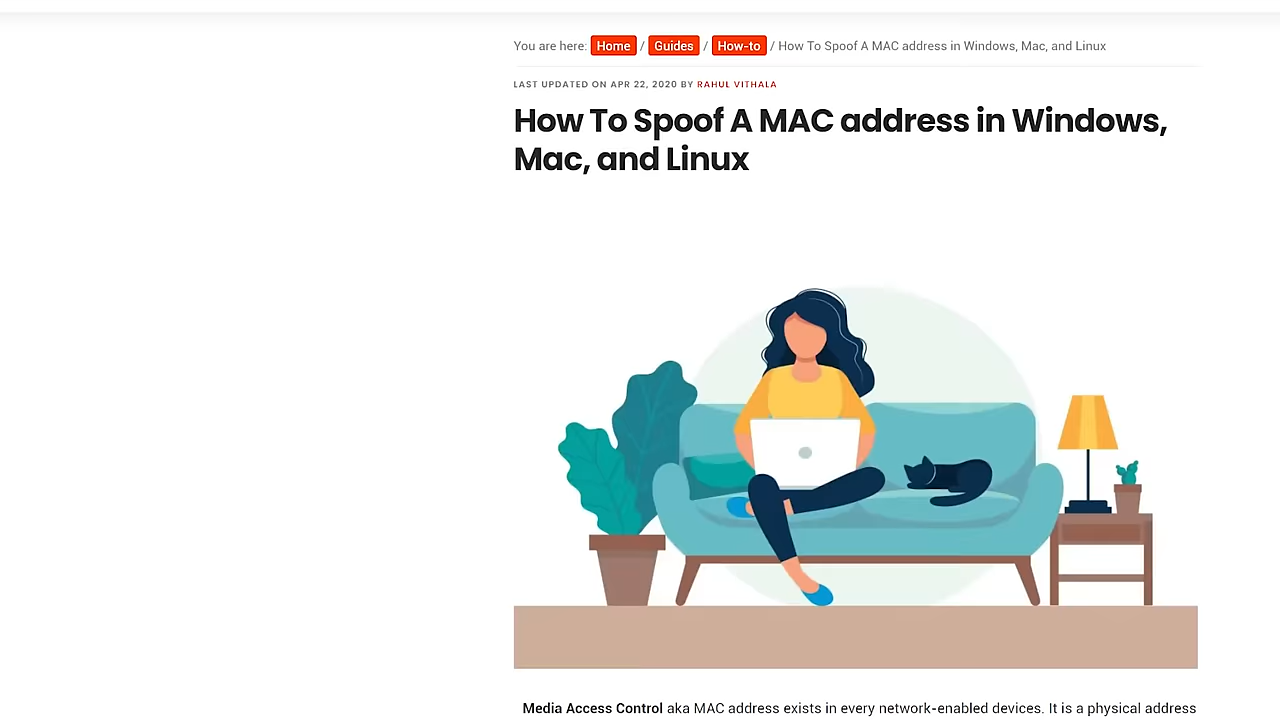 You are here: Home / Guides / How-to / How To Spoof A MAC address in Windows, Mac, and Linux
LAST UPDATED ON APR 22, 2020 BY RAHUL VITHALA
How To Spoof A MAC address in Windows,
Mac, and Linux
Media Access Control aka MAC address exists in every network-enabled devices. It is a physical address